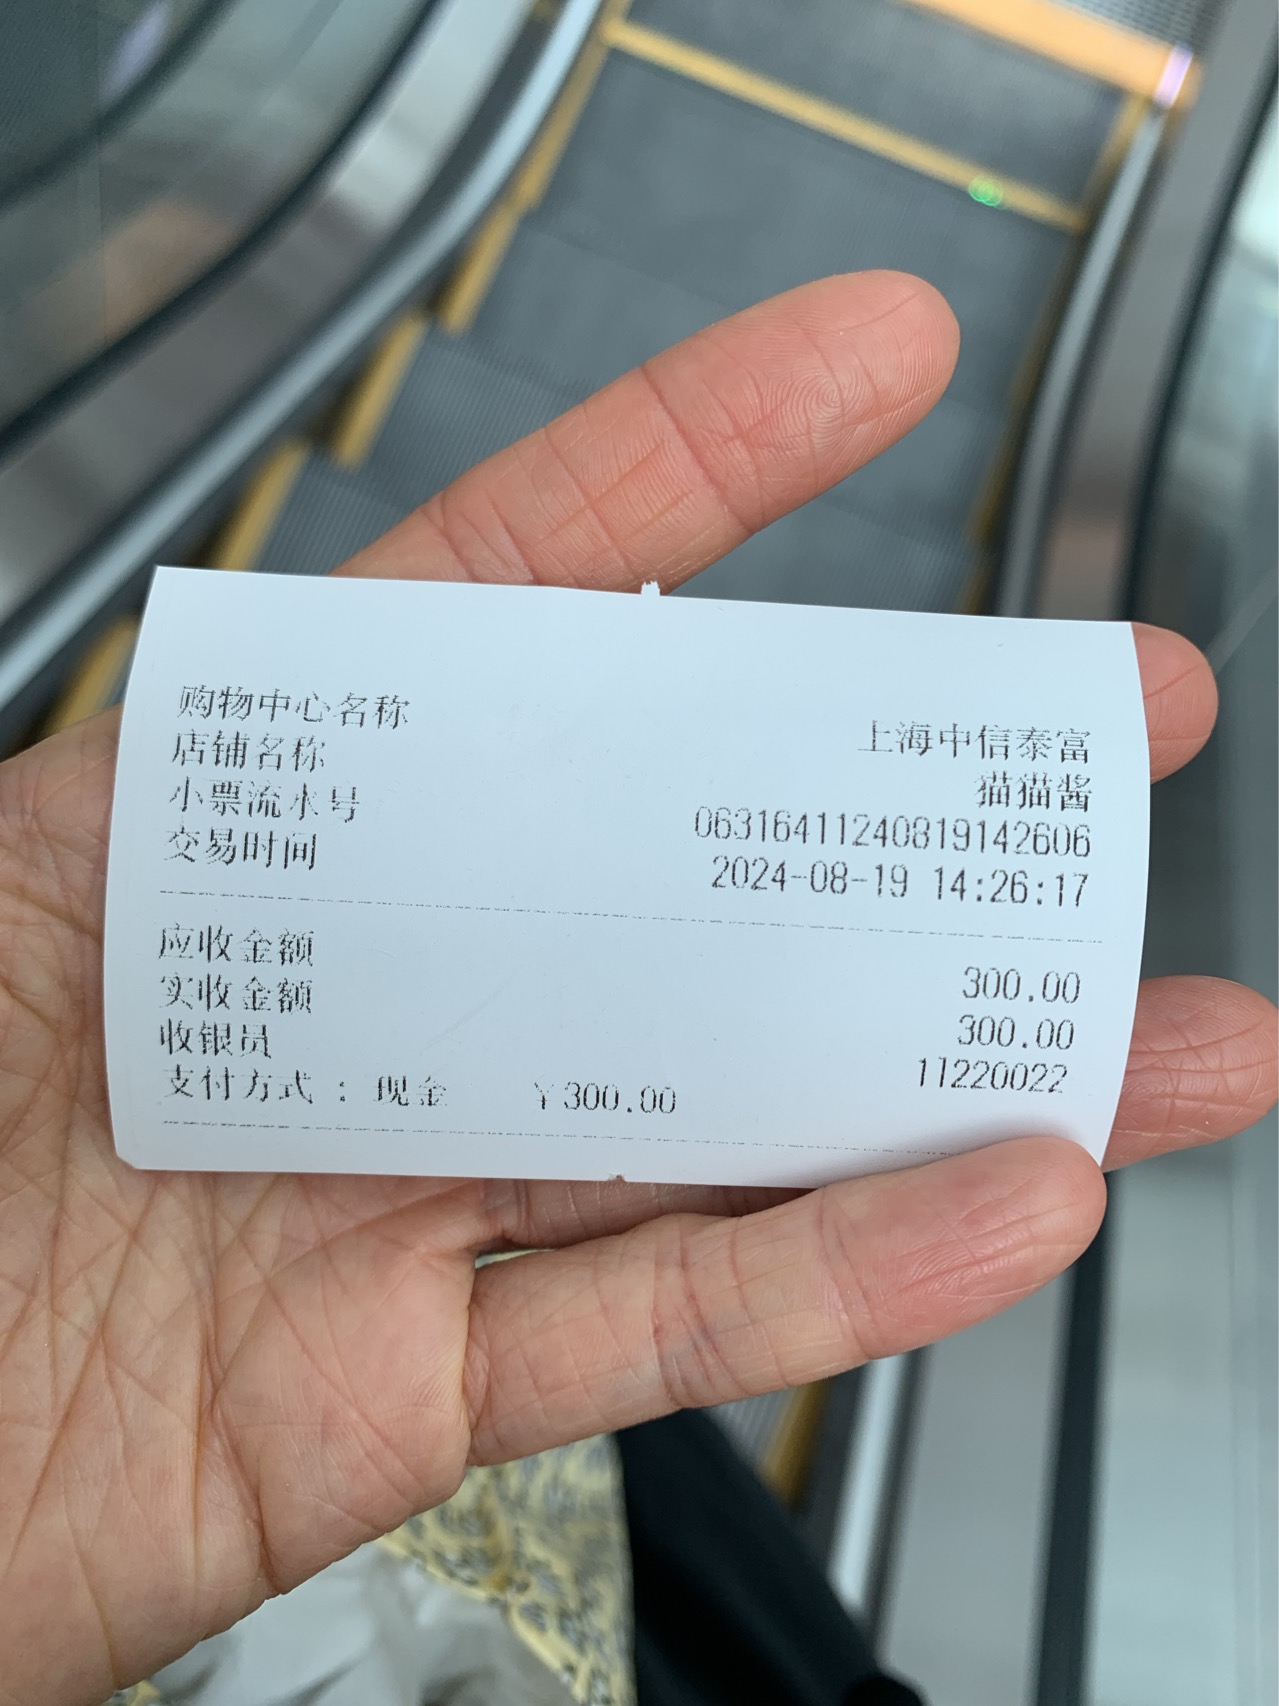 购物中心名称 上海中信泰富
店铺名称 猫猫酱
小票流水号 06316411240819142606
交易时间 2024-08-19 14:26:17
应收金额 300.00
实收金额 300.00
收银员 11220022
支付方式 : 现金 ¥300.00